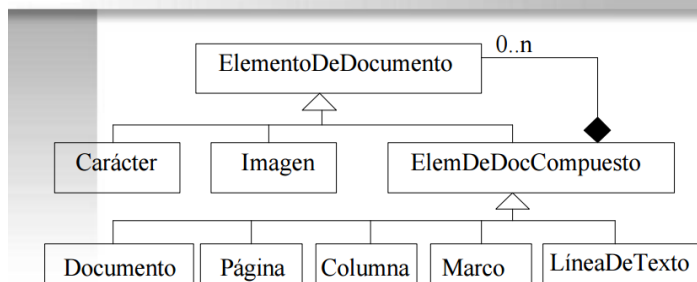 0..n
ElementoDeDocumento
Carácter
Imagen
ElemDeDocCompuesto
Documento
Página
Columna
Marco
LíneaDeTexto